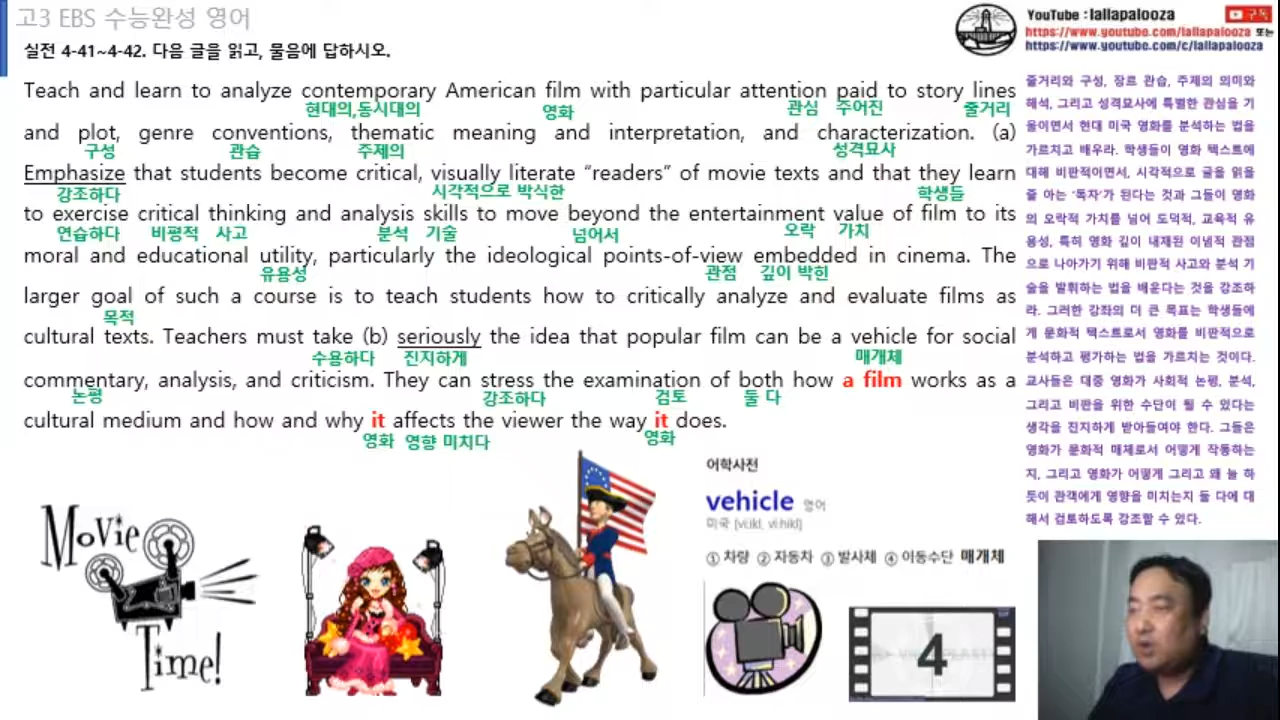 고3 EBS 수능완성 영어
YouTube : lallapalooza
구독
https://www.youtube.com/lallapalooza 또는
https://www.youtube.com/c/lallapalooza
실전 4-41~4-42. 다음 글을 읽고, 물음에 답하시오.
Teach and learn to analyze contemporary American film with particular attention paid to story lines
현대의,동시대의 영화 관심 주어진 줄거리
and plot, genre conventions, thematic meaning and interpretation, and characterization. (a)
구성 관습 주제의 성격묘사
Emphasize that students become critical, visually literate “readers” of movie texts and that they learn
강조하다 시각적으로 박식한 학생들
to exercise critical thinking and analysis skills to move beyond the entertainment value of film to its
연습하다 비평적 사고 분석 기술 넘어서 오락 가치
moral and educational utility, particularly the ideological points-of-view embedded in cinema. The
유용성 관점 깊이 박힌
larger goal of such a course is to teach students how to critically analyze and evaluate films as
목적
cultural texts. Teachers must take (b) seriously the idea that popular film can be a vehicle for social
수용하다 진지하게 매개체
commentary, analysis, and criticism. They can stress the examination of both how a film works as a
논평 강조하다 검토 둘 다
cultural medium and how and why it affects the viewer the way it does.
영화 영향 미치다 영화
줄거리와 구성, 장르 관습, 주제의 의미와
해석, 그리고 성격묘사에 특별한 관심을 기
울이면서 현대 미국 영화를 분석하는 법을
가르치고 배우라. 학생들이 영화 텍스트에
대해 비판적이면서, 시각적으로 글을 읽을
줄 아는 ‘독자’가 된다는 것과 그들이 영화
의 오락적 가치를 넘어 도덕적, 교육적 유
용성, 특히 영화 깊이 내재된 이념적 관점
으로 나아가기 위해 비판적 사고와 분석 기
술을 발휘하는 법을 배운다는 것을 강조하
라. 그러한 강좌의 더 큰 목표는 학생들에
게 문화적 텍스트로서 영화를 비판적으로
분석하고 평가하는 법을 가르치는 것이다.
교사들은 대중 영화가 사회적 논평, 분석,
그리고 비판을 위한 수단이 될 수 있다는
생각을 진지하게 받아들여야 한다. 그들은
영화가 문화적 매체로서 어떻게 작동하는
지, 그리고 영화가 어떻게 그리고 왜 늘 하
듯이 관객에게 영향을 미치는지 둘 다에 대
해서 검토하도록 강조할 수 있다.
어학사전
vehicle 영어
미국 [viːikl, viːhikl]
① 차량 ② 자동차 ③ 발사체 ④ 이동수단 매개체
Movie
Time!
4